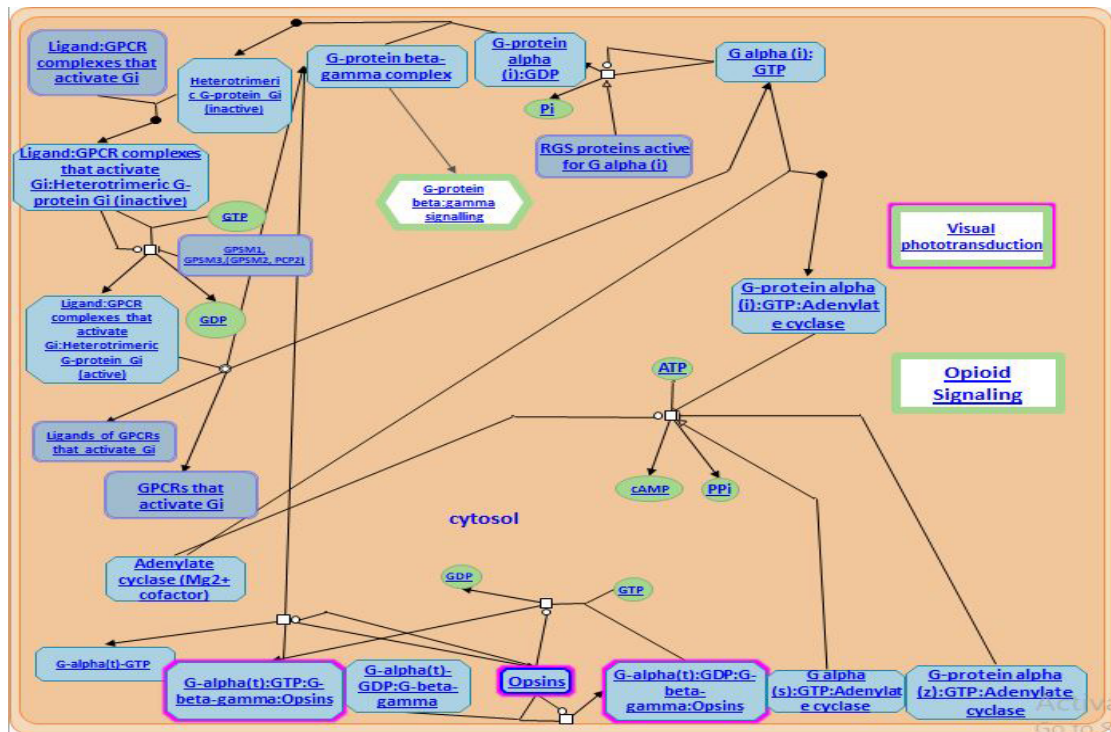 Ligand:GPCR
complexes that
activate Gi
Heterotrimeri
c G-protein Gi
(inactive)
G-protein beta-
gamma complex
G-protein
alpha
(i):GDP
G alpha (i):
GTP
Pi
RGS proteins active
for G alpha (i)
Ligand:GPCR complexes
that activate
Gi:Heterotrimeric G-
protein Gi (inactive)
G-protein
beta:gamma
signalling
GTP
GPSM1,
GPSM3,(GPSM2, PCP2)
Visual
phototransduction
Ligand:GPCR
complexes that
activate
Gi:Heterotrimeric
G-protein Gi
(active)
GDP
G-protein alpha
(i):GTP:Adenylat
e cyclase
ATP
Opioid
Signaling
Ligands of GPCRs
that activate Gi
GPCRs that
activate Gi
cAMP
PPi
cytosol
Adenylate
cyclase (Mg2+
cofactor)
GDP
GTP
G-alpha(t)-GTP
G-alpha(t):GTP:G-
beta-gamma:Opsins
G-alpha(t)-
GDP:G-beta-
gamma
Opsins
G-alpha(t):GDP:G-
beta-
gamma:Opsins
G alpha
(s):GTP:Adenylat
e cyclase
G-protein alpha
(z):GTP:Adenylate
cyclase